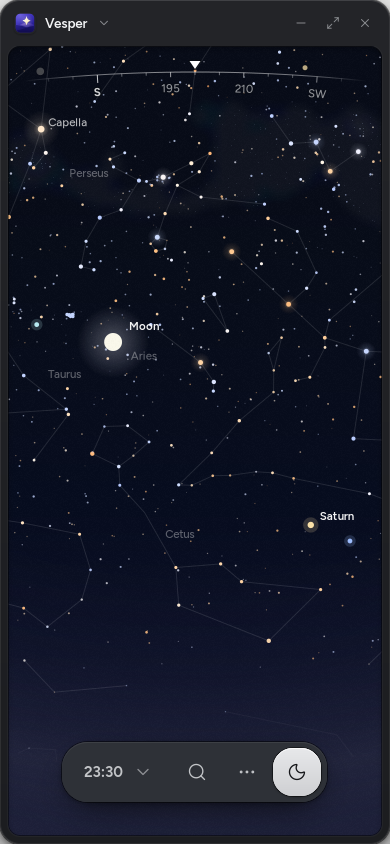 Vesper
S
195
210
SW
Capella
Perseus
Moon
Aries
Taurus
Saturn
Cetus
23:30